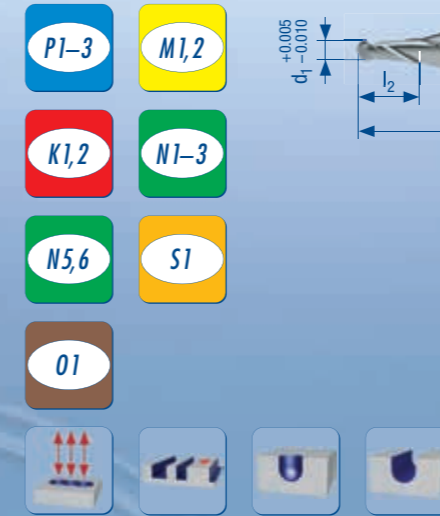 P1–3
M1,2
+0.005
d1 -0.010
l2
K1,2
N1–3
N5,6
S1
O1